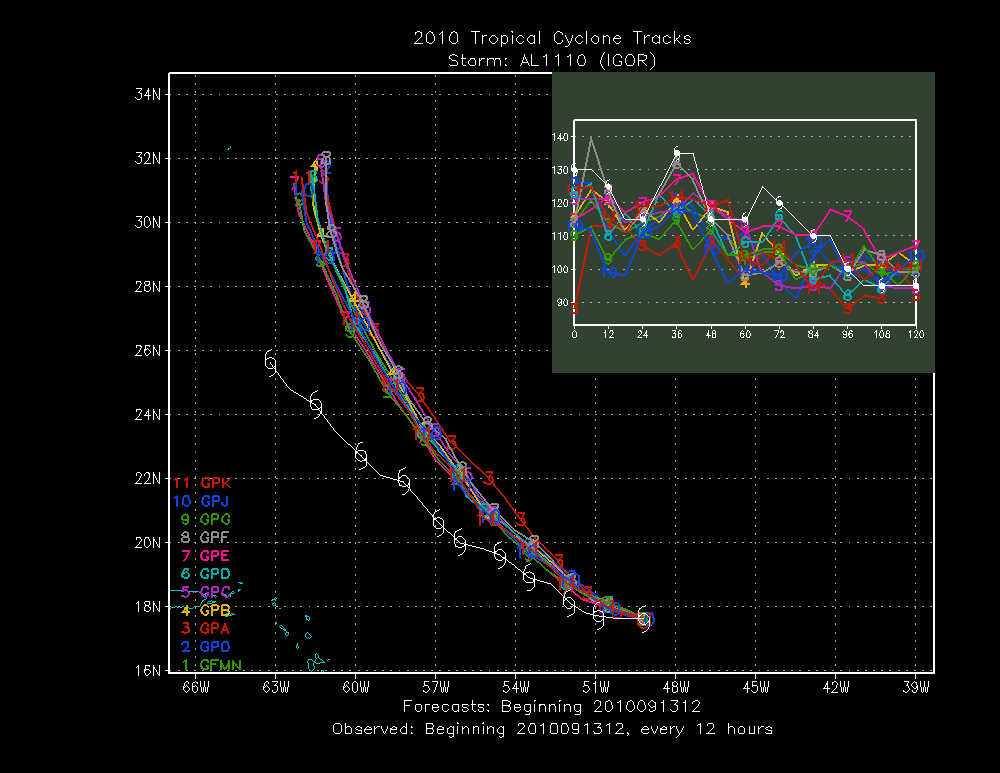 2010 Tropical Cyclone Tracks
Storm: AL1110 (IGOR)
34N
32N
30N
28N
26N
24N
22N
20N
18N
16N
140
130
120
110
100
90
0 12 24 36 48 60 72 84 96 108 120
11 GPK
10 GPJ
9 GPG
8 GPF
7 GPE
6 GPD
5 GPC
4 GPB
3 GPA
2 GPO
1 GFMN
66W 63W 60W 57W 54W 51W 48W 45W 42W 39W
Forecasts: Beginning 2010091312
Observed: Beginning 2010091312, every 12 hours